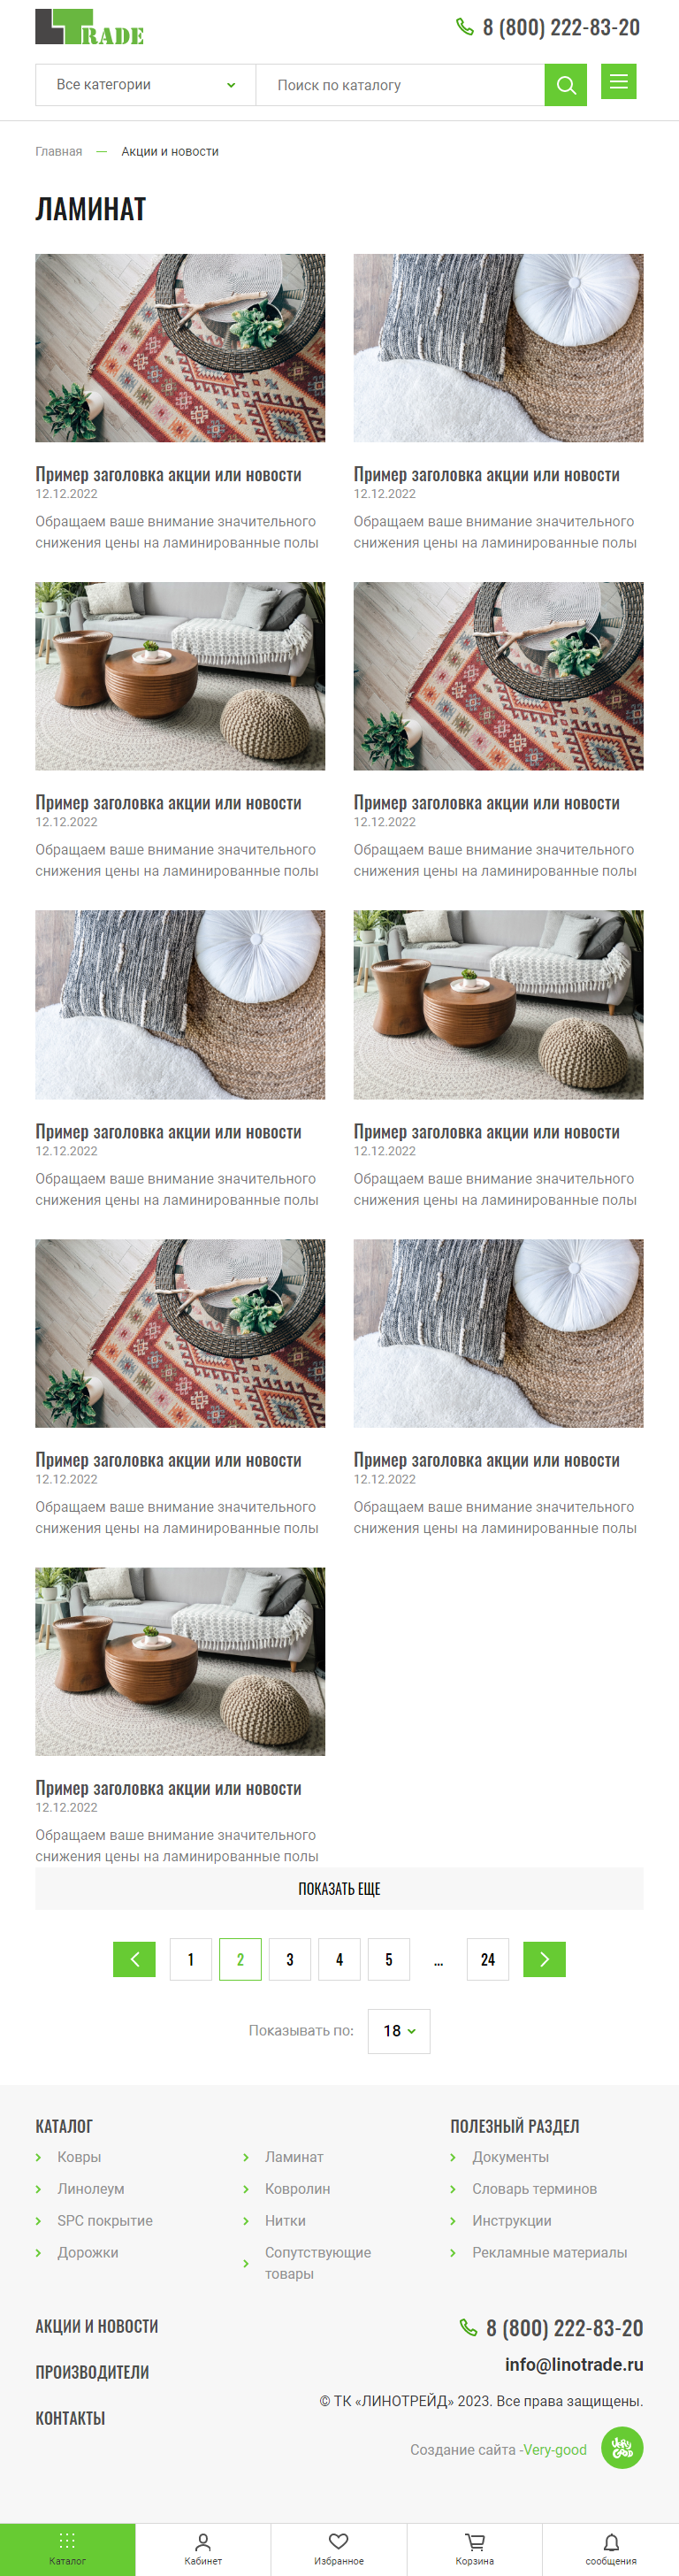 LTRADE
8 (800) 222-83-20
Все категории
Поиск по каталогу
Главная — Акции и новости
ЛАМИНАТ
Пример заголовка акции или новости
12.12.2022
Обращаем ваше внимание значительного
снижения цены на ламинированные полы
Пример заголовка акции или новости
12.12.2022
Обращаем ваше внимание значительного
снижения цены на ламинированные полы
Пример заголовка акции или новости
12.12.2022
Обращаем ваше внимание значительного
снижения цены на ламинированные полы
Пример заголовка акции или новости
12.12.2022
Обращаем ваше внимание значительного
снижения цены на ламинированные полы
Пример заголовка акции или новости
12.12.2022
Обращаем ваше внимание значительного
снижения цены на ламинированные полы
Пример заголовка акции или новости
12.12.2022
Обращаем ваше внимание значительного
снижения цены на ламинированные полы
Пример заголовка акции или новости
12.12.2022
Обращаем ваше внимание значительного
снижения цены на ламинированные полы
Пример заголовка акции или новости
12.12.2022
Обращаем ваше внимание значительного
снижения цены на ламинированные полы
Пример заголовка акции или новости
12.12.2022
Обращаем ваше внимание значительного
снижения цены на ламинированные полы
ПОКАЗАТЬ ЕЩЕ
1 2 3 4 5 ... 24
Показывать по: 18
КАТАЛОГ
Ковры
Линолеум
SPC покрытие
Дорожки
Ламинат
Ковролин
Нитки
Сопутствующие
товары
ПОЛЕЗНЫЙ РАЗДЕЛ
Документы
Словарь терминов
Инструкции
Рекламные материалы
АКЦИИ И НОВОСТИ
ПРОИЗВОДИТЕЛИ
КОНТАКТЫ
8 (800) 222-83-20
info@linotrade.ru
© ТК «ЛИНОТРЕЙД» 2023. Все права защищены.
Создание сайта -Very-good
Very
GOOD
Каталог
Кабинет
Избранное
Корзина
сообщения